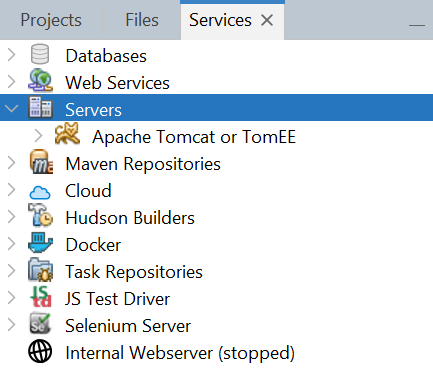 Projects Files Services
Databases
Web Services
Servers
Apache Tomcat or TomEE
Maven Repositories
Cloud
Hudson Builders
Docker
Task Repositories
JS Test Driver
Selenium Server
Internal Webserver (stopped)